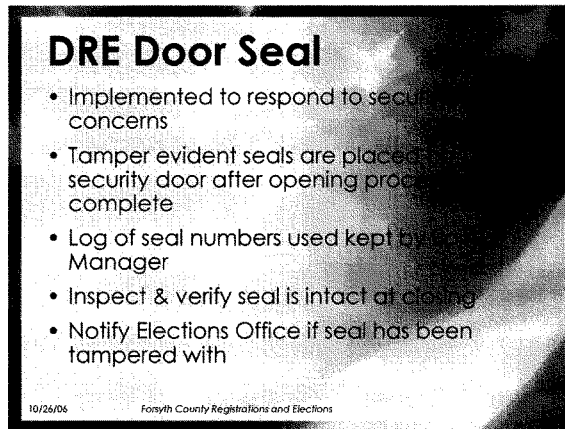 DRE Door Seal
• Implemented to respond to
concerns
• Tamper evident seals are placed
security door after opening
complete
• Log of seal numbers used kept by
Manager
• Inspect & verify seal is intact at closing
• Notify Elections Office if seal has been
tampered with
10/26/06 Forsyth County Registrations and Elections